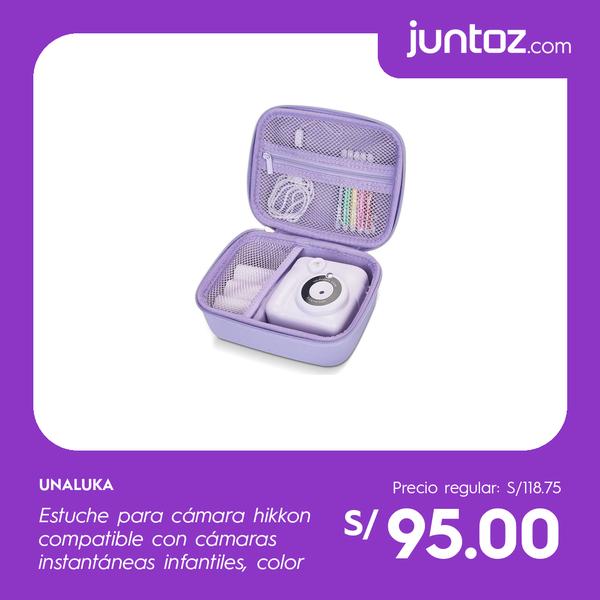 juntoz.com
UNALUKA
Estuche para cámara hikkon
compatible con cámaras
instantáneas infantiles, color
Precio regular: S/118.75
S/ 95.00